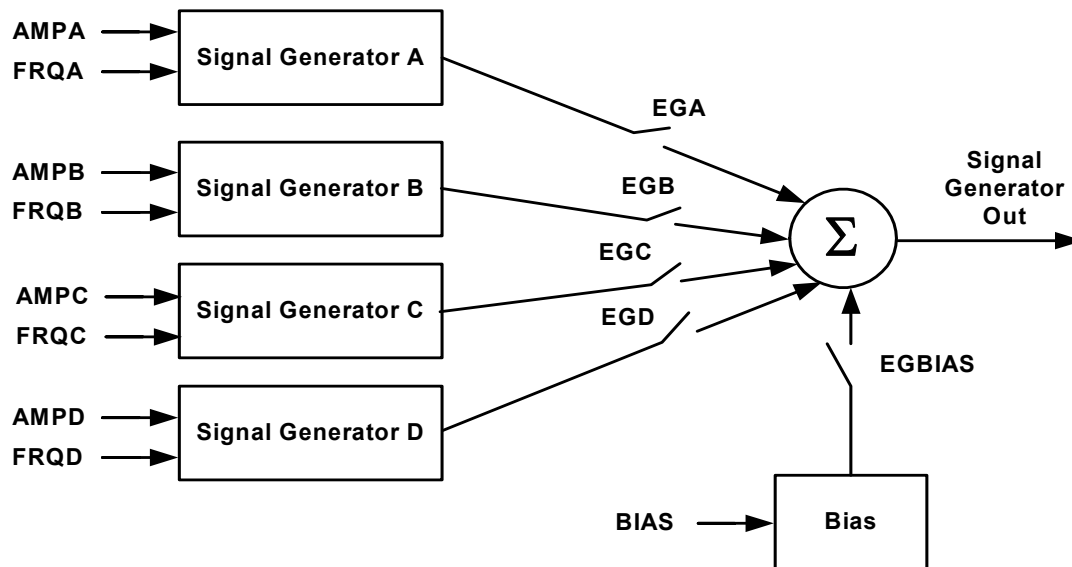 AMPA
FRQA
Signal Generator A
EGA
AMPB
FRQB
Signal Generator B
EGB
Signal
Generator
Out
Σ
AMPC
FRQC
Signal Generator C
EGC
EGD
EGBIAS
AMPD
FRQD
Signal Generator D
BIAS
Bias